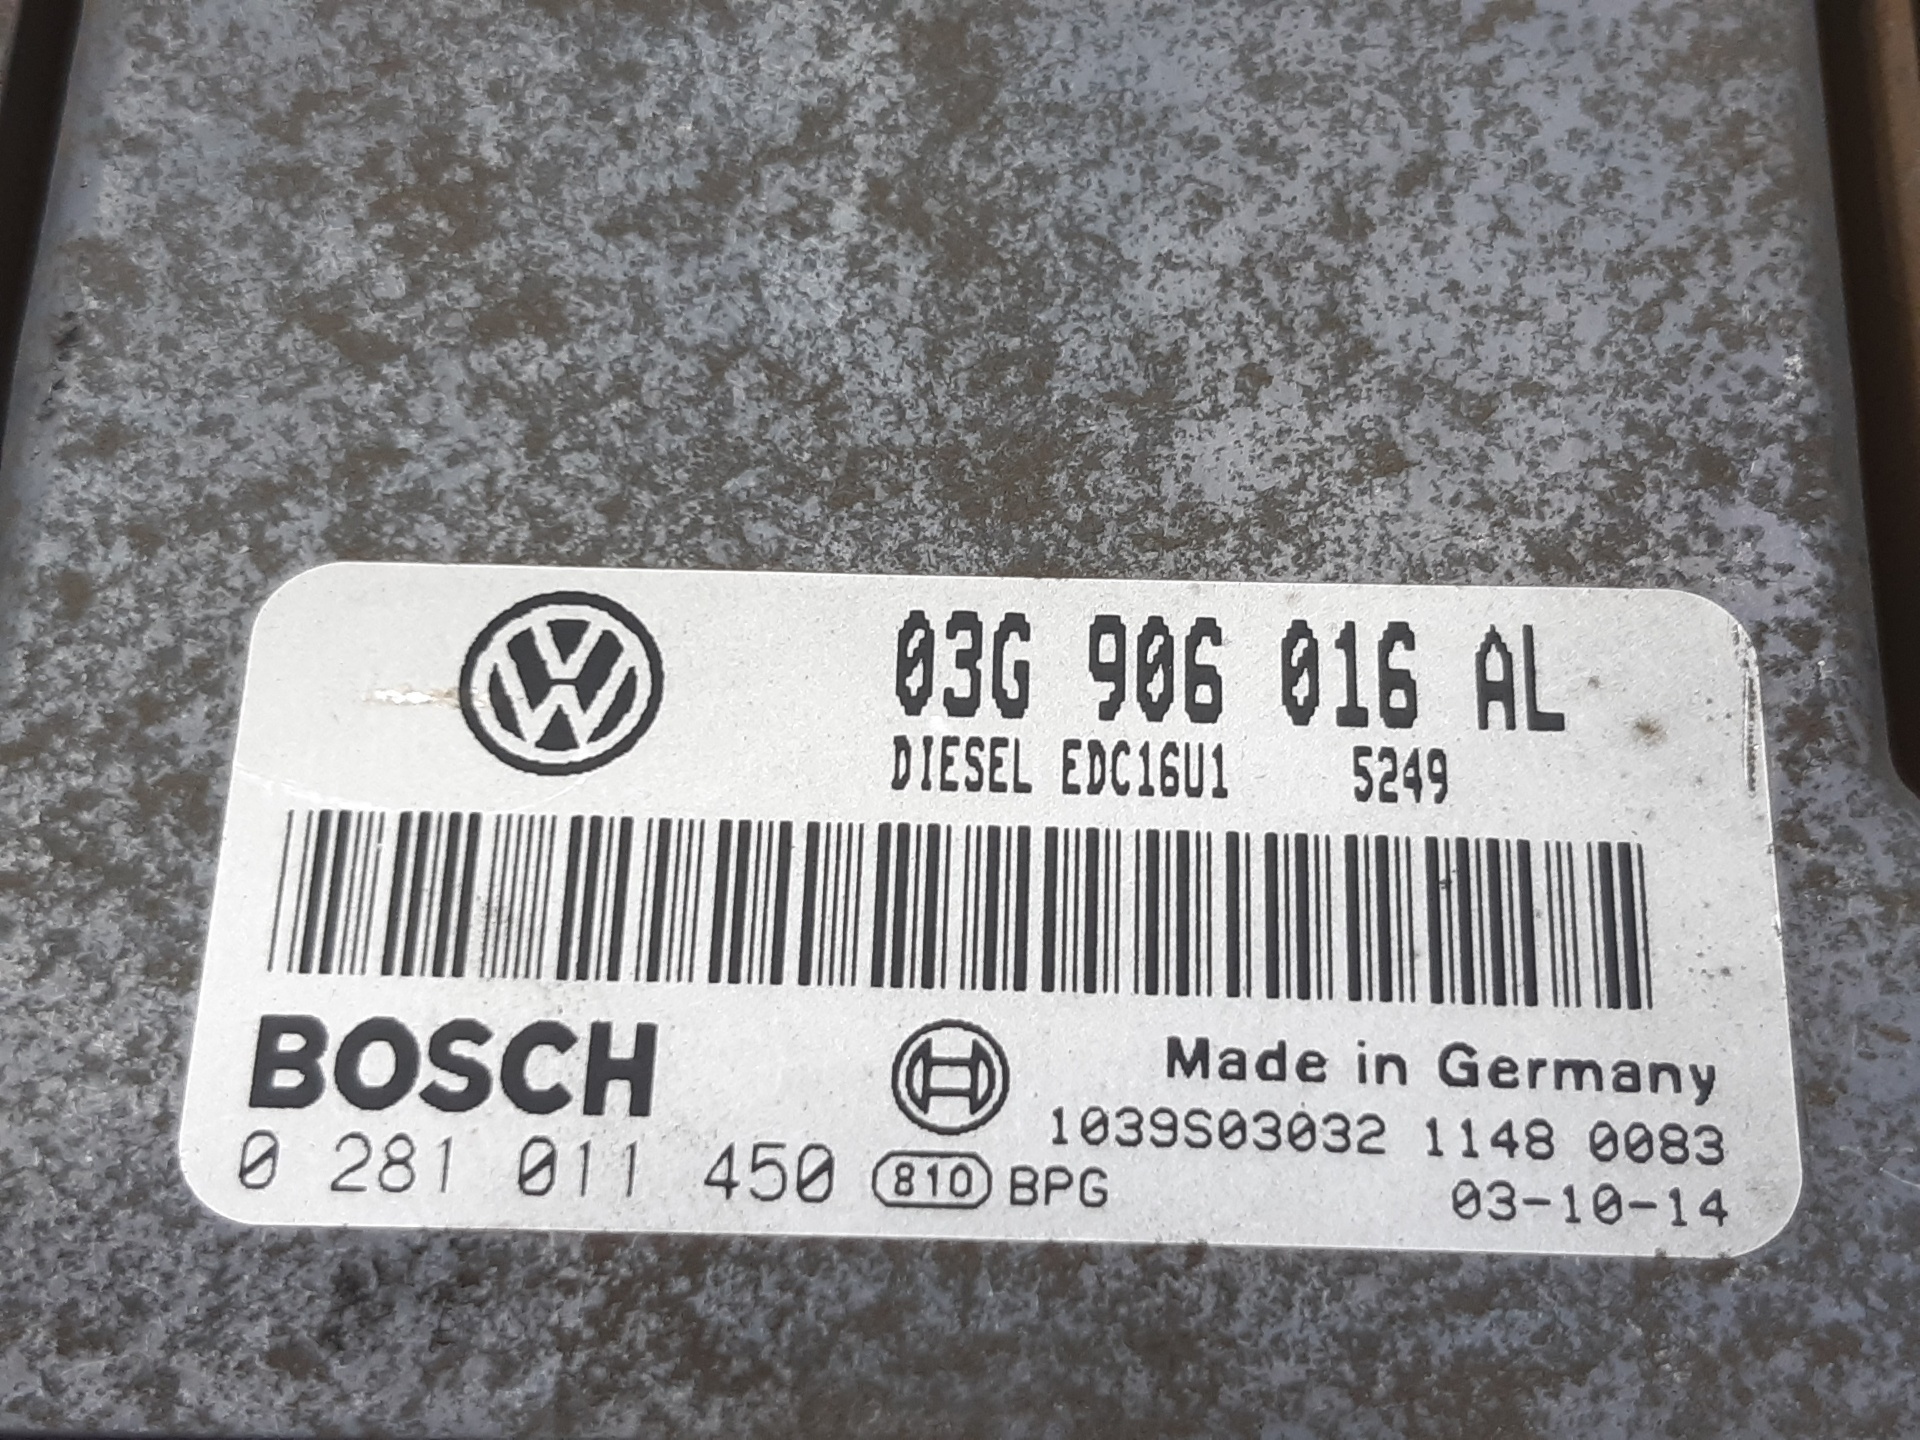 03G 906 016 AL
DIESEL EDC16U1 5249
BOSCH
Made in Germany
1039S03032 1148 0083
0 281 011 450 810 BPG
03-10-14